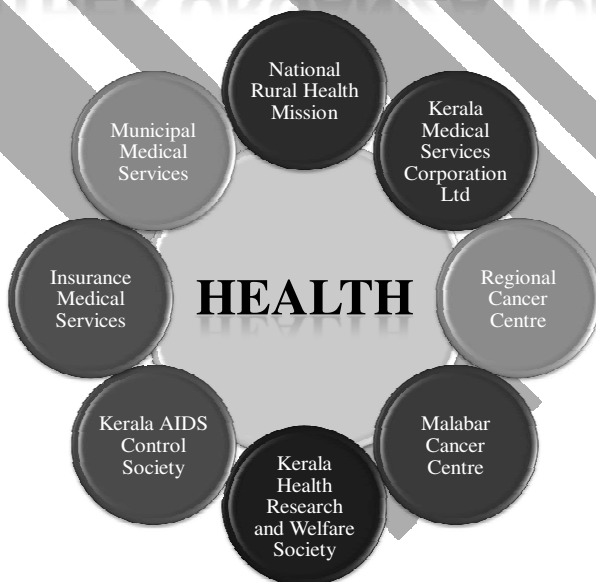 National
Rural Health
Mission
Kerala
Medical
Services
Corporation
Ltd
Regional
Cancer
Centre
Malabar
Cancer
Centre
Kerala
Health
Research
and Welfare
Society
Kerala AIDS
Control
Society
Insurance
Medical
Services
Municipal
Medical
Services
HEALTH